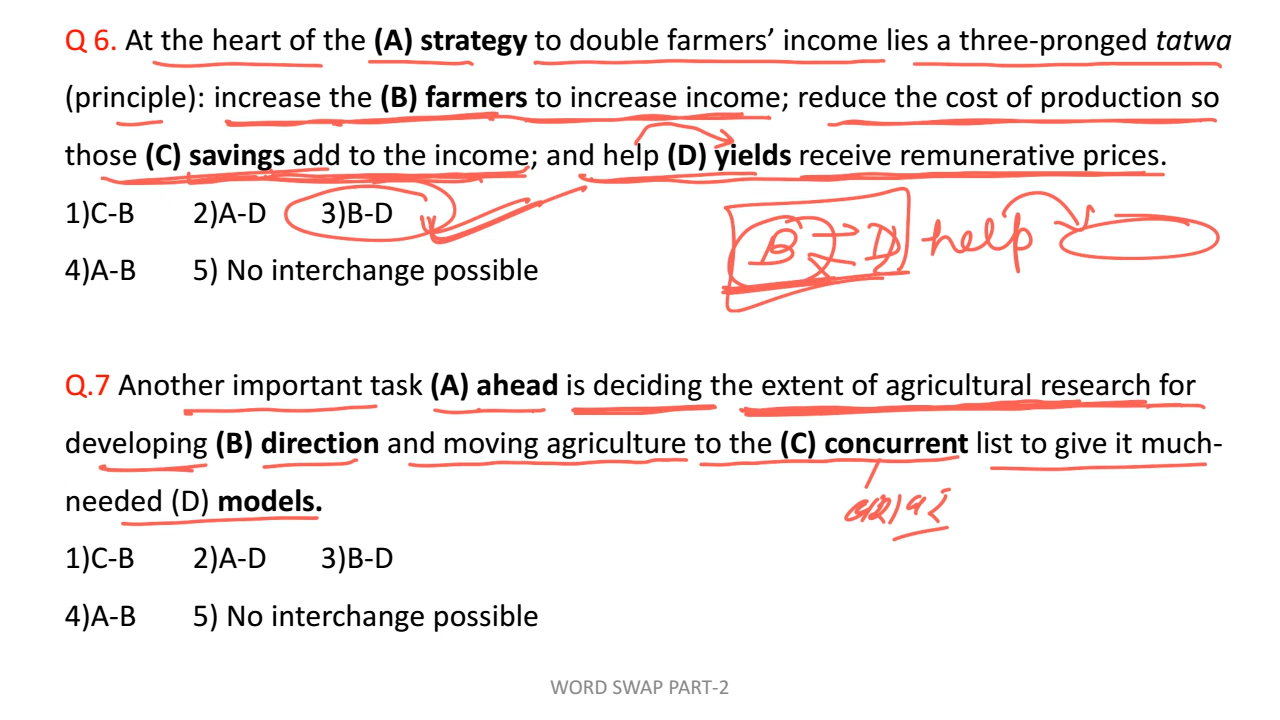 Q 6. At the heart of the (A) strategy to double farmers' income lies a three-pronged tatwa
(principle): increase the (B) farmers to increase income; reduce the cost of production so
those (C) savings add to the income; and help (D) yields receive remunerative prices.
1)C-B 2)A-D 3)B-D
B D help
4)A-B 5) No interchange possible
Q.7 Another important task (A) ahead is deciding the extent of agricultural research for
developing (B) direction and moving agriculture to the (C) concurrent list to give it much-
needed (D) models.
1)C-B 2)A-D 3)B-D
4)A-B 5) No interchange possible
WORD SWAP PART-2